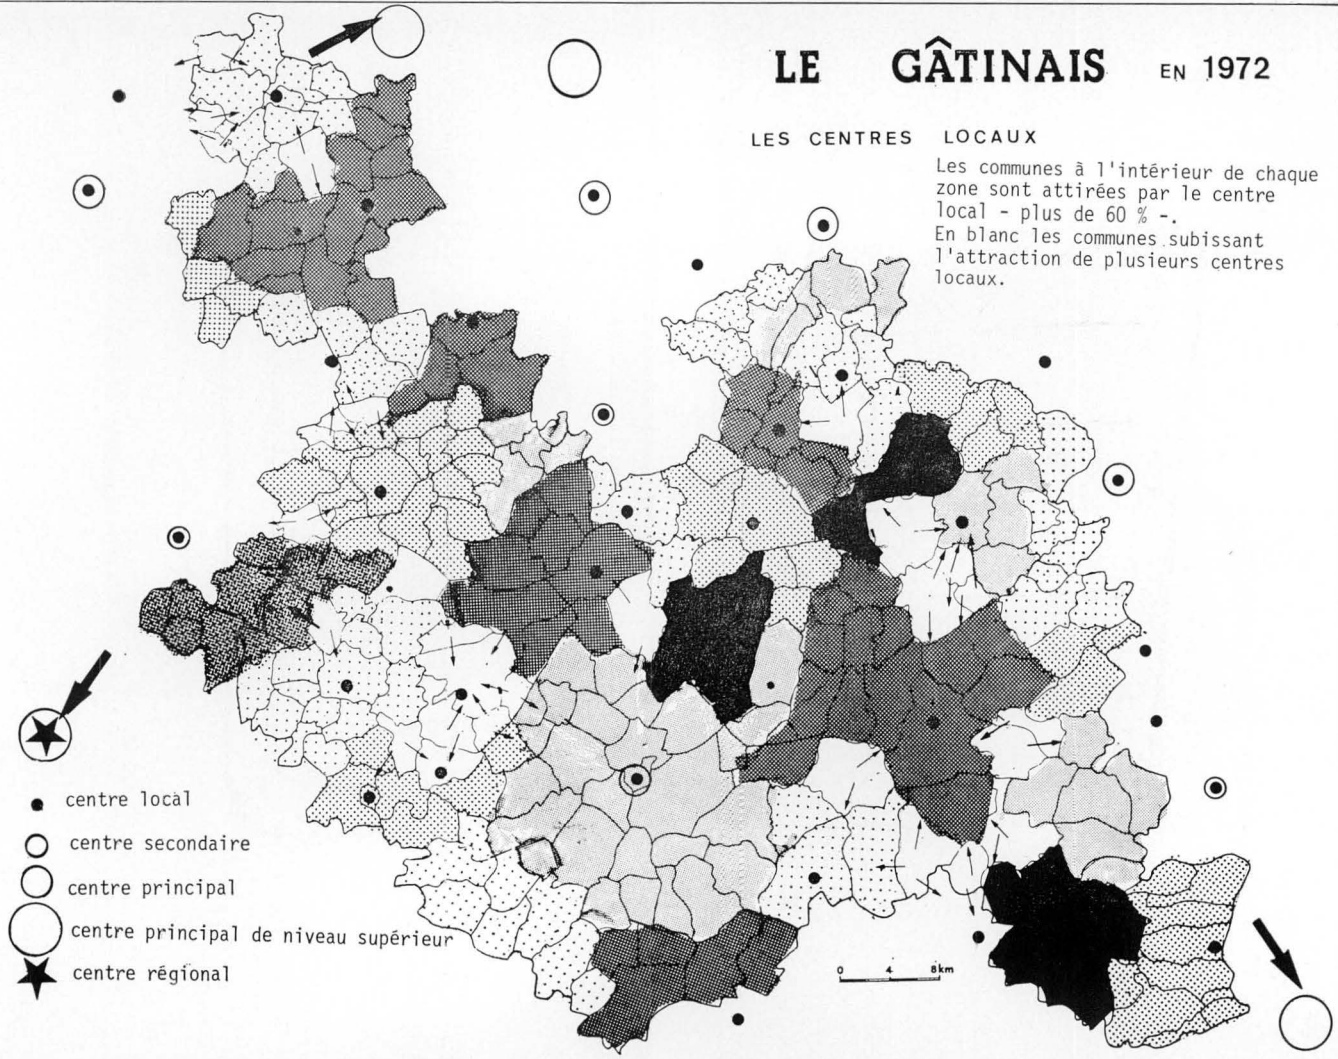 LE GÂTINAIS EN 1972
LES CENTRES LOCAUX
Les communes à l'intérieur de chaque
zone sont attirées par le centre
local - plus de 60 % -.
En blanc les communes subissant
l'attraction de plusieurs centres
locaux.
centre local
centre secondaire
centre principal
centre principal de niveau supérieur
centre régional
0 4 8km